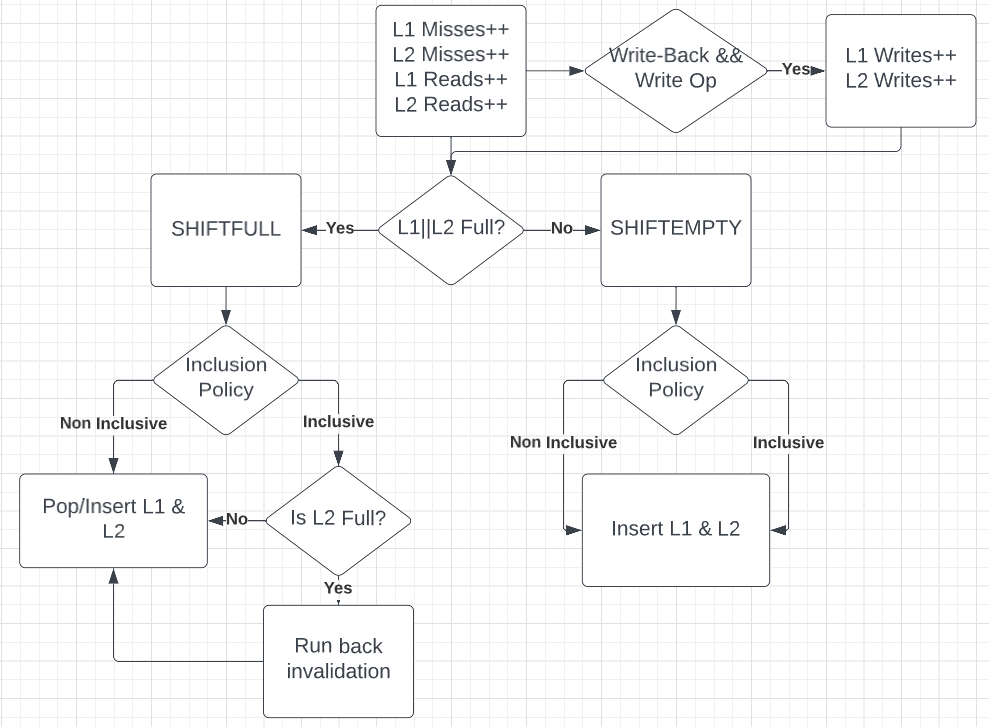 L1 Misses++
L2 Misses++
L1 Reads++
L2 Reads++
Write-Back &&
Write Op
Yes
L1 Writes++
L2 Writes++
SHIFTFULL
Yes
L1||L2 Full?
No
SHIFTEMPTY
Inclusion
Policy
Inclusion
Policy
Non Inclusive
Inclusive
Non Inclusive
Inclusive
Pop/Insert L1 &
L2
No
Is L2 Full?
Insert L1 & L2
Yes
Run back
invalidation